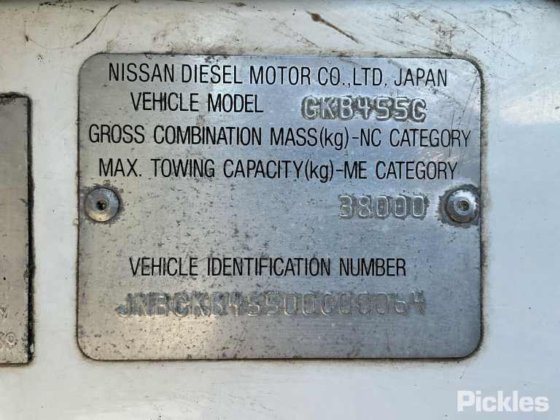 NISSAN DIESEL MOTOR CO.,LTD, JAPAN
VEHICLE MODEL GKB455C
GROSS COMBINATION MASS(kg)-NC CATEGORY
MAX. TOWING CAPACITY(kg)-ME CATEGORY
38000
VEHICLE IDENTIFICATION NUMBER
Pickles